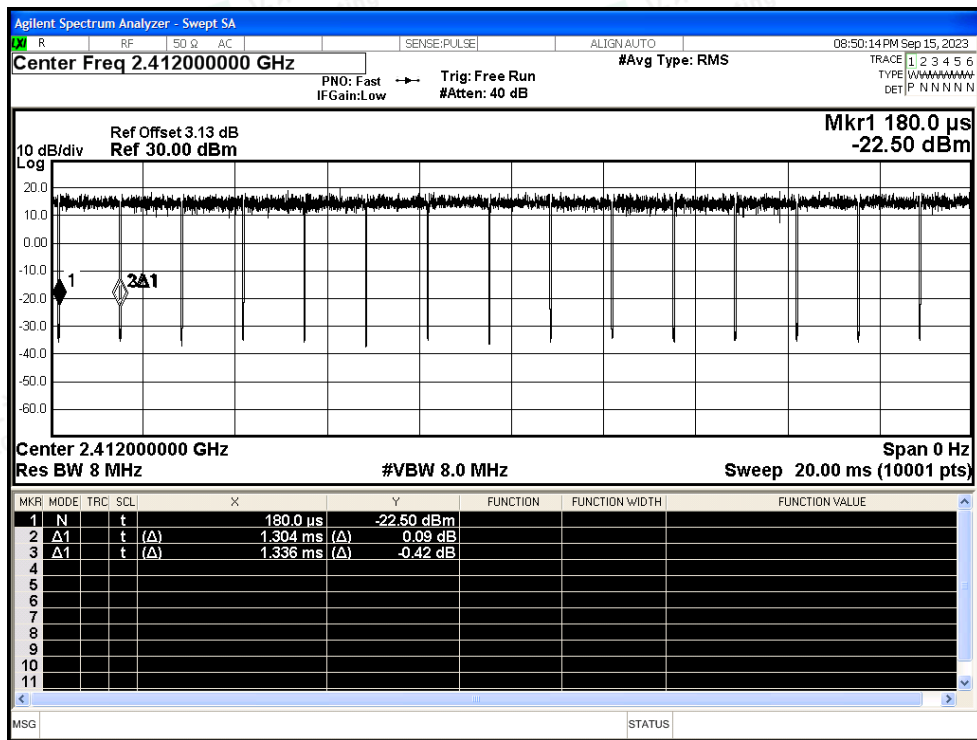 Agilent Spectrum Analyzer - Swept SA
LXI R RF 50 Ω AC SENSE:PULSE ALIGN AUTO 08:50:14PM Sep 15, 2023
Center Freq 2.412000000 GHz #Avg Type: RMS TRACE 1 2 3 4 5 6
PNO: Fast Trig: Free Run TYPE WWWWWW
IFGain:Low #Atten: 40 dB DET P N N N N N
Mkr1 180.0 µs
Ref Offset 3.13 dB
10 dB/div Ref 30.00 dBm -22.50 dBm
Log
20.0
10.0
0.00
-10.0
1 3Δ1
-20.0
-30.0
-40.0
-50.0
-60.0
Center 2.412000000 GHz Span 0 Hz
Res BW 8 MHz #VBW 8.0 MHz Sweep 20.00 ms (10001 pts)
MKR MODE TRC SCL X Y FUNCTION FUNCTION WIDTH FUNCTION VALUE
1 N t 180.0 µs -22.50 dBm
2 Δ1 t (Δ) 1.304 ms (Δ) 0.09 dB
3 Δ1 t (Δ) 1.336 ms (Δ) -0.42 dB
4
5
6
7
8
9
10
11
MSG STATUS